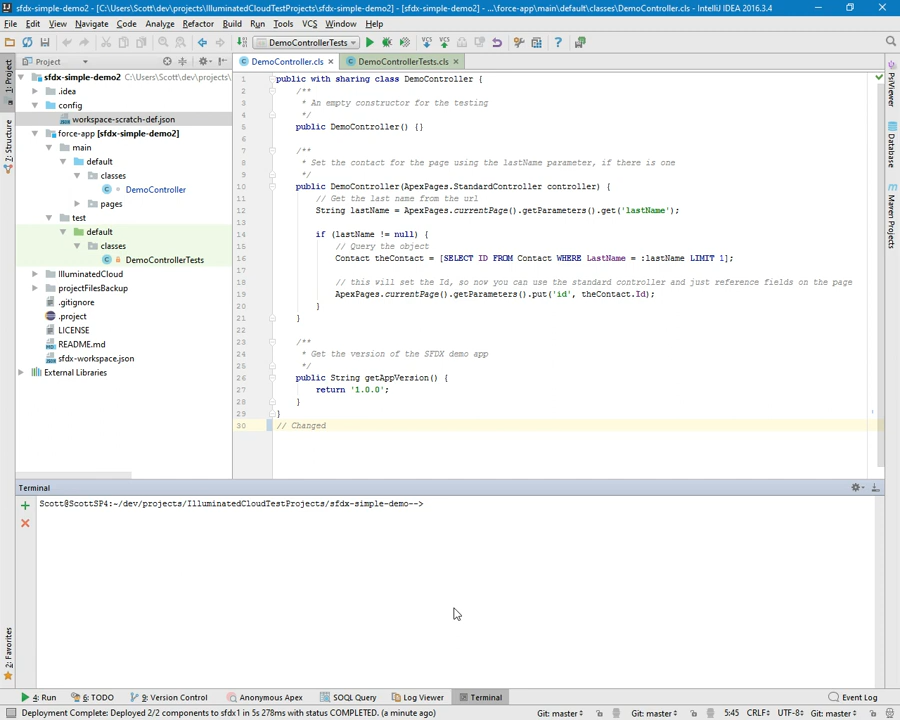 sfdx-simple-demo2 - [C:\Users\Scott\dev\projects\IlluminatedCloudTestProjects\sfdx-simple-demo2] - [sfdx-simple-demo2] - ...\force-app\main\default\classes\DemoController.cls - IntelliJ IDEA 2016.3.4
File Edit View Navigate Code Analyze Refactor Build Run Tools VCS Window Help
DemoControllerTests
Project
DemoController.cls
DemoControllerTests.cls
1: Project
7: Structure
2: Favorites
sfdx-simple-demo2 C:\Users\Scott\dev\projects\
.idea
config
workspace-scratch-def.json
force-app [sfdx-simple-demo2]
main
default
classes
DemoController
pages
test
default
classes
DemoControllerTests
IlluminatedCloud
projectFilesBackup
.gitignore
.project
LICENSE
README.md
sfdx-workspace.json
External Libraries
1 public with sharing class DemoController {
2 /**
3 * An empty constructor for the testing
4 */
5 public DemoController() {}
6
7 /**
8 * Set the contact for the page using the lastName parameter, if there is one
9 */
10 public DemoController(ApexPages.StandardController controller) {
11 // Get the last name from the url
12 String lastName = ApexPages.currentPage().getParameters().get('lastName');
13
14 if (lastName != null) {
15 // Query the object
16 Contact theContact = [SELECT ID FROM Contact WHERE LastName = :lastName LIMIT 1];
17
18 // this will set the Id, so now you can use the standard controller and just reference fields on the page
19 ApexPages.currentPage().getParameters().put('id', theContact.Id);
20 }
21 }
22
23 /**
24 * Get the version of the SFDX demo app
25 */
26 public String getAppVersion() {
27 return '1.0.0';
28 }
29 }
30 // Changed
PsiViewer
Database
Maven Projects
Terminal
Scott@ScottSP4:~/dev/projects/IlluminatedCloudTestProjects/sfdx-simple-demo-->
4: Run 6: TODO 9: Version Control Anonymous Apex SOQL Query Log Viewer Terminal Event Log
Deployment Complete: Deployed 2/2 components to sfdx1 in 5s 278ms with status COMPLETED. (a minute ago) Git: master Git: master 5:45 CRLF UTF-8 Git: master